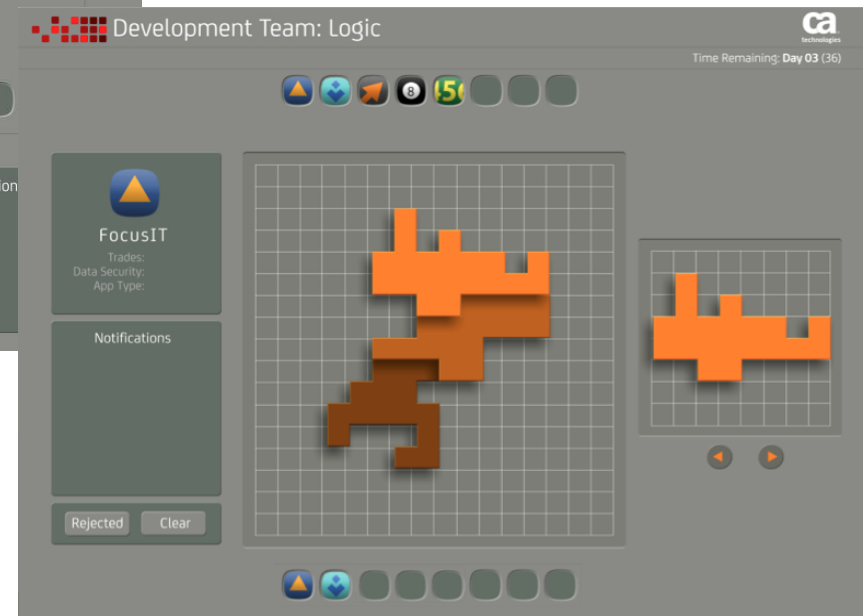 Development Team: Logic
ca
technologies
Time Remaining: Day 03 (36)
8
ion
FocusIT
Trades:
Data Security:
App Type:
Notifications
Rejected
Clear